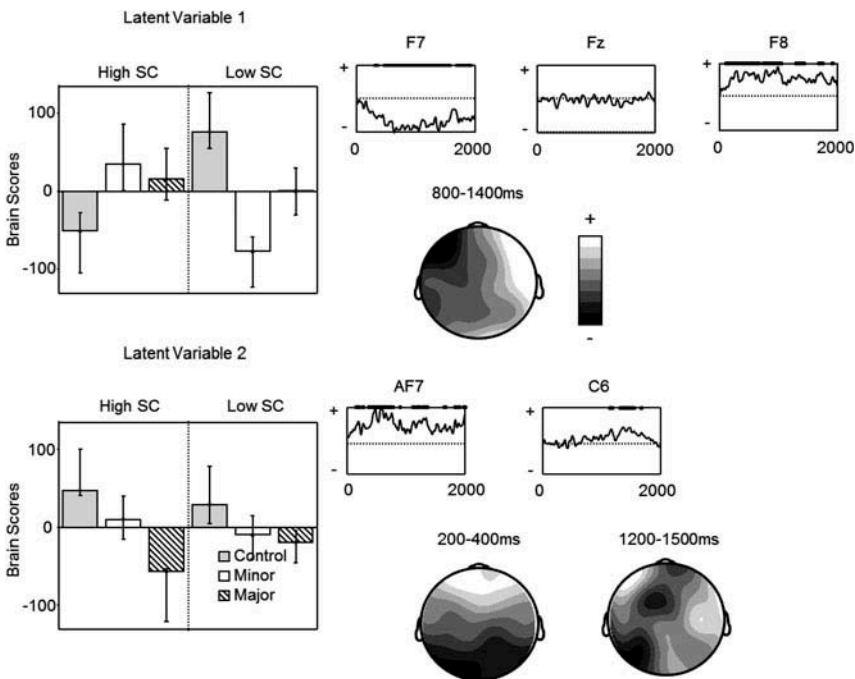 Latent Variable 1
High SC Low SC
Brain Scores
100
0
-100
F7
+
-
0 2000
Fz
0 2000
F8
+
-
0 2000
800-1400ms
+
-
Latent Variable 2
High SC Low SC
Brain Scores
100
0
-100
Control
Minor
Major
AF7
+
-
0 2000
C6
0 2000
200-400ms
1200-1500ms